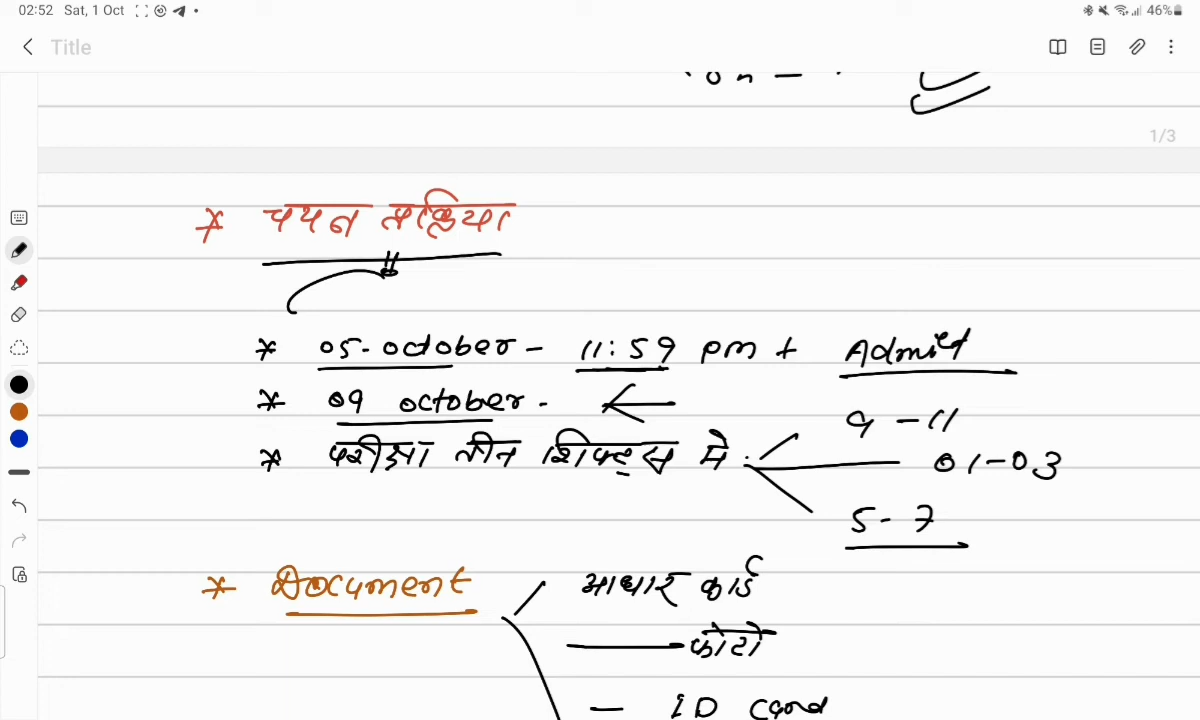 02:52 Sat, 1 Oct 46%
Title
1/3
* चयन प्रक्रिया
* 05-october - 11:59 pm + Admit
* 09 october -
9 - 11
* परीक्षा तीन शिफ्ट्स मे
01-03
5- 7
* Document
आधार कार्ड
फोटो
- ID card